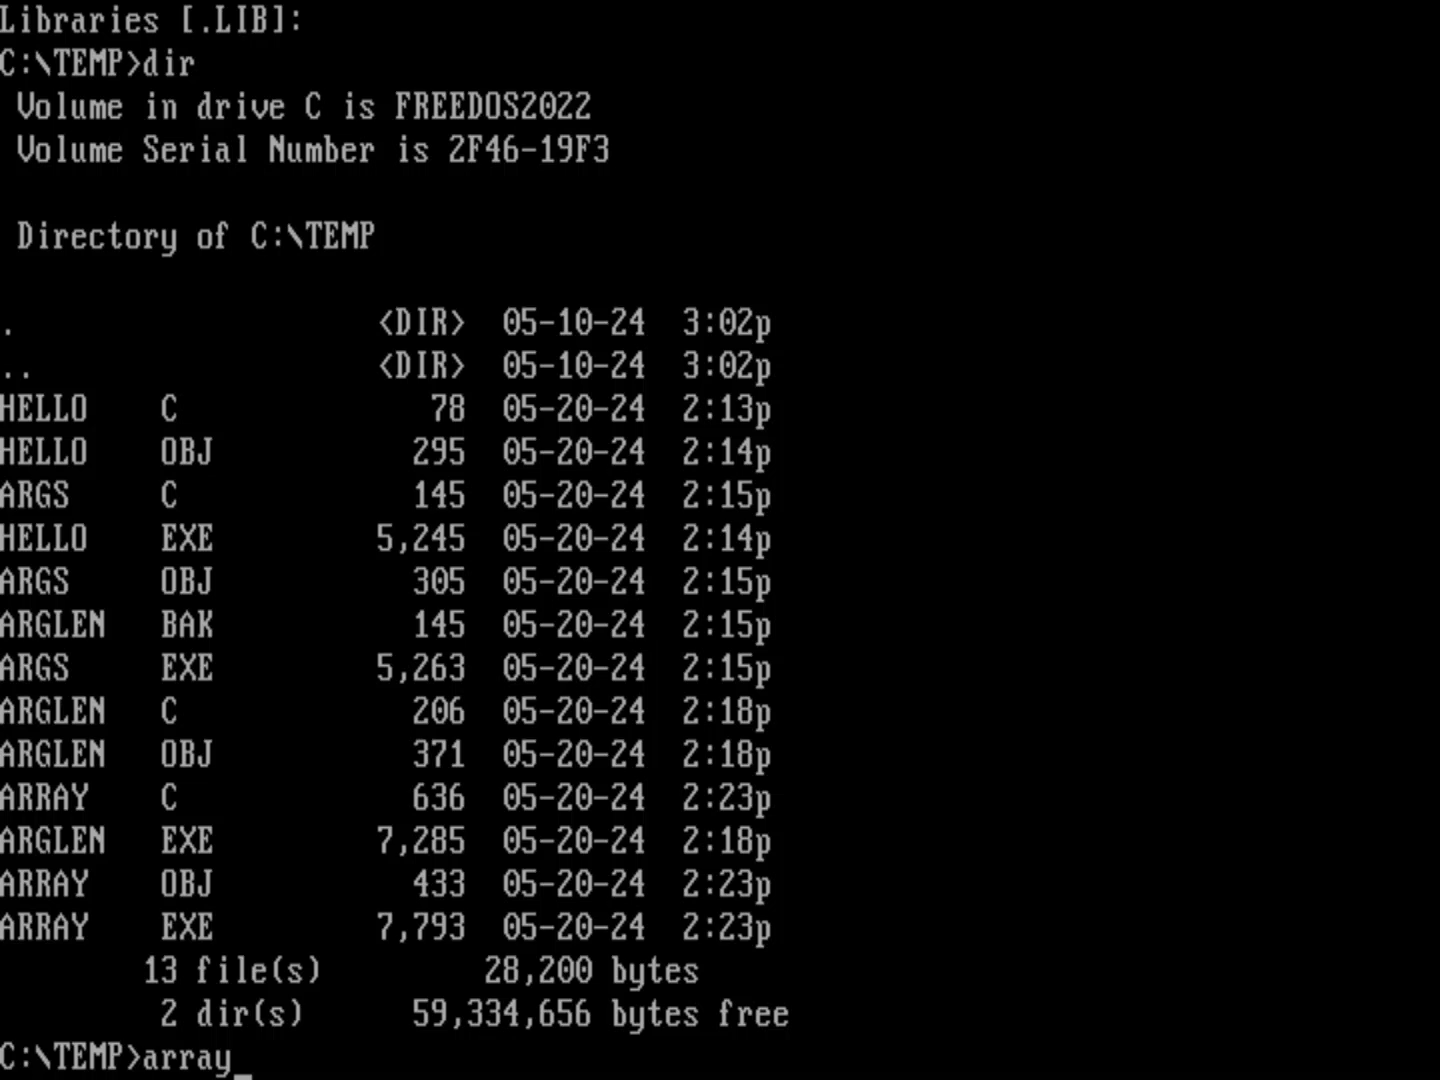 Libraries [.LIB]:
C:\TEMP>dir
 Volume in drive C is FREEDOS2022
 Volume Serial Number is 2F46-19F3

 Directory of C:\TEMP

.                    <DIR>  05-10-24  3:02p
..                   <DIR>  05-10-24  3:02p
HELLO    C              78  05-20-24  2:13p
HELLO    OBJ           295  05-20-24  2:14p
ARGS     C             145  05-20-24  2:15p
HELLO    EXE         5,245  05-20-24  2:14p
ARGS     OBJ           305  05-20-24  2:15p
ARGLEN   BAK           145  05-20-24  2:15p
ARGS     EXE         5,263  05-20-24  2:15p
ARGLEN   C             206  05-20-24  2:18p
ARGLEN   OBJ           371  05-20-24  2:18p
ARRAY    C             636  05-20-24  2:23p
ARGLEN   EXE         7,285  05-20-24  2:18p
ARRAY    OBJ           433  05-20-24  2:23p
ARRAY    EXE         7,793  05-20-24  2:23p
        13 file(s)         28,200 bytes
         2 dir(s)      59,334,656 bytes free
C:\TEMP>array_